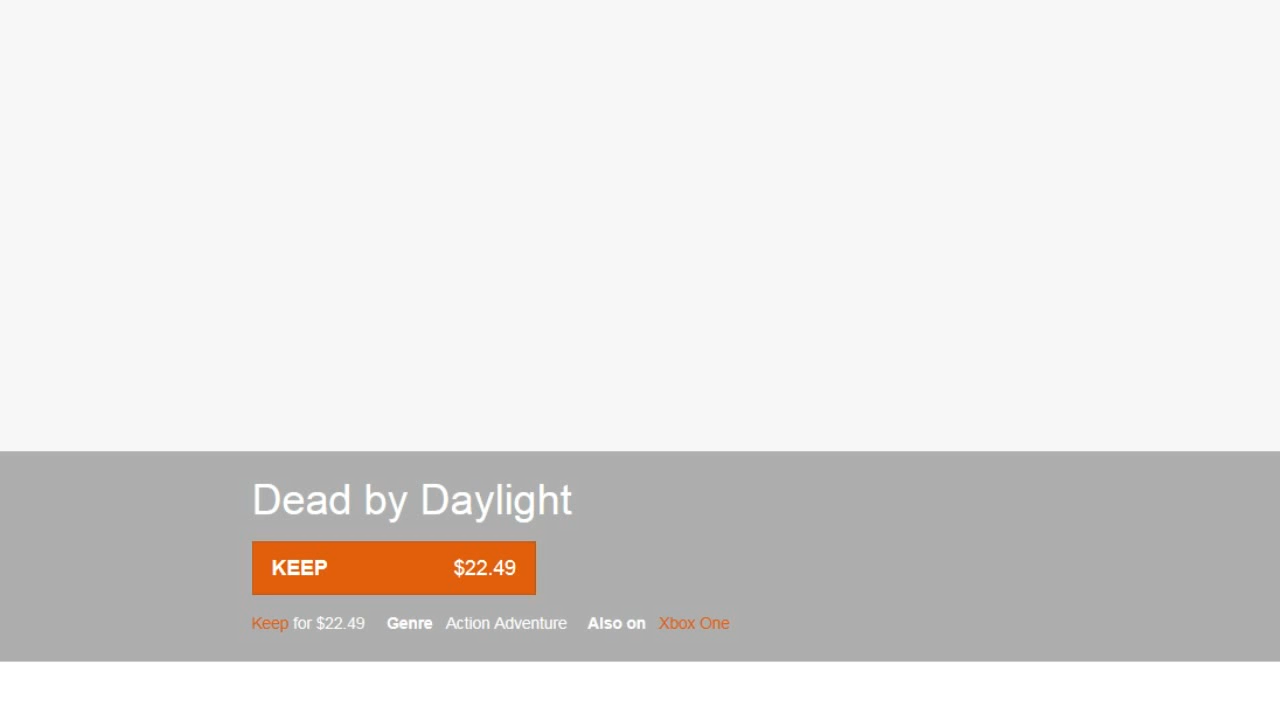 Dead by Daylight
KEEP $22.49
Keep for $22.49 Genre Action Adventure Also on Xbox One